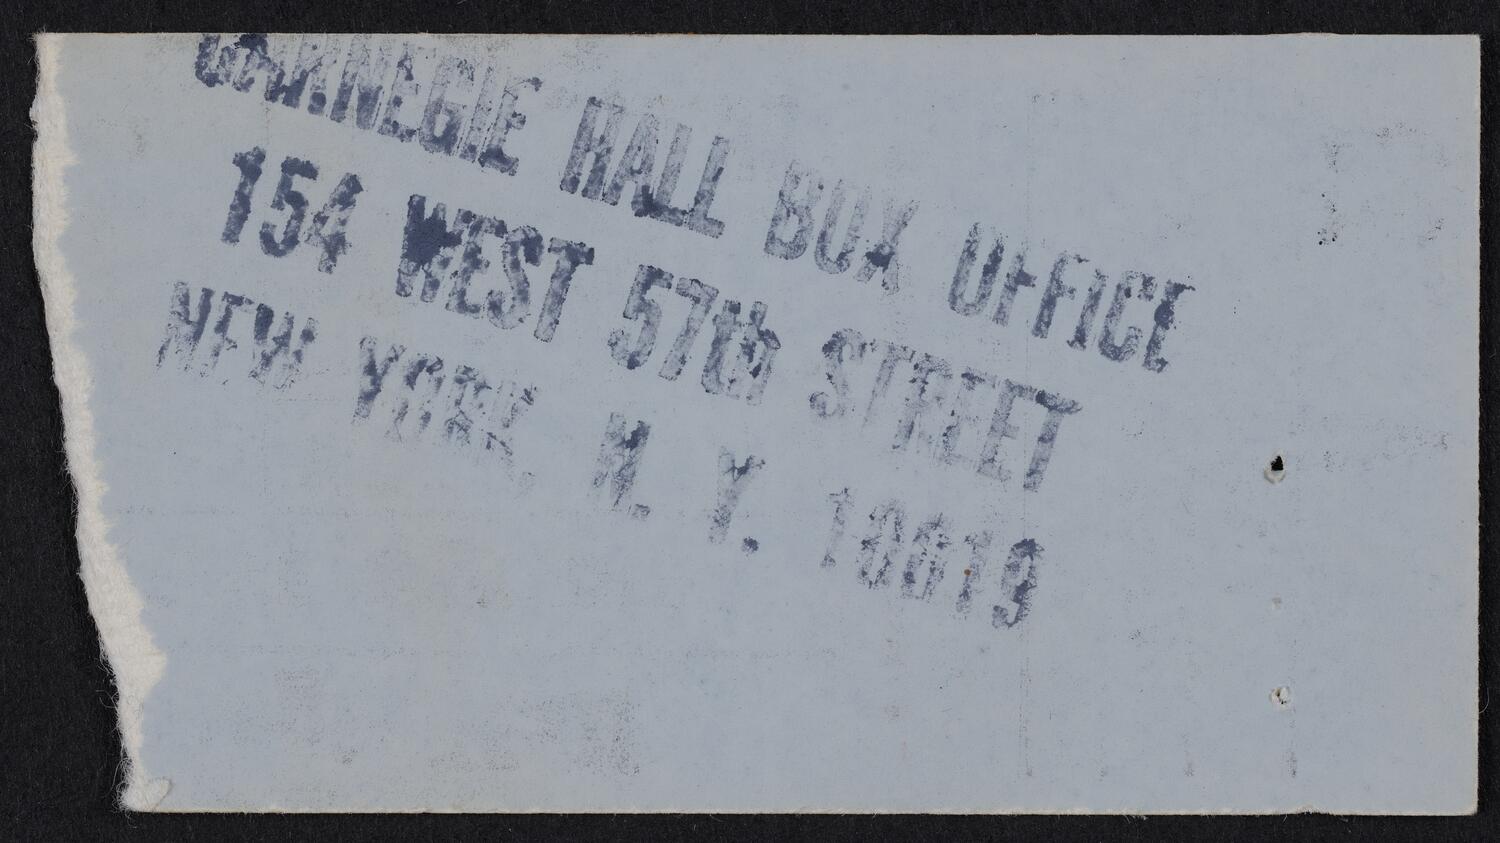 CARNEGIE HALL BOX OFFICE
154 WEST 57th STREET
NEW YORK, N. Y. 10019